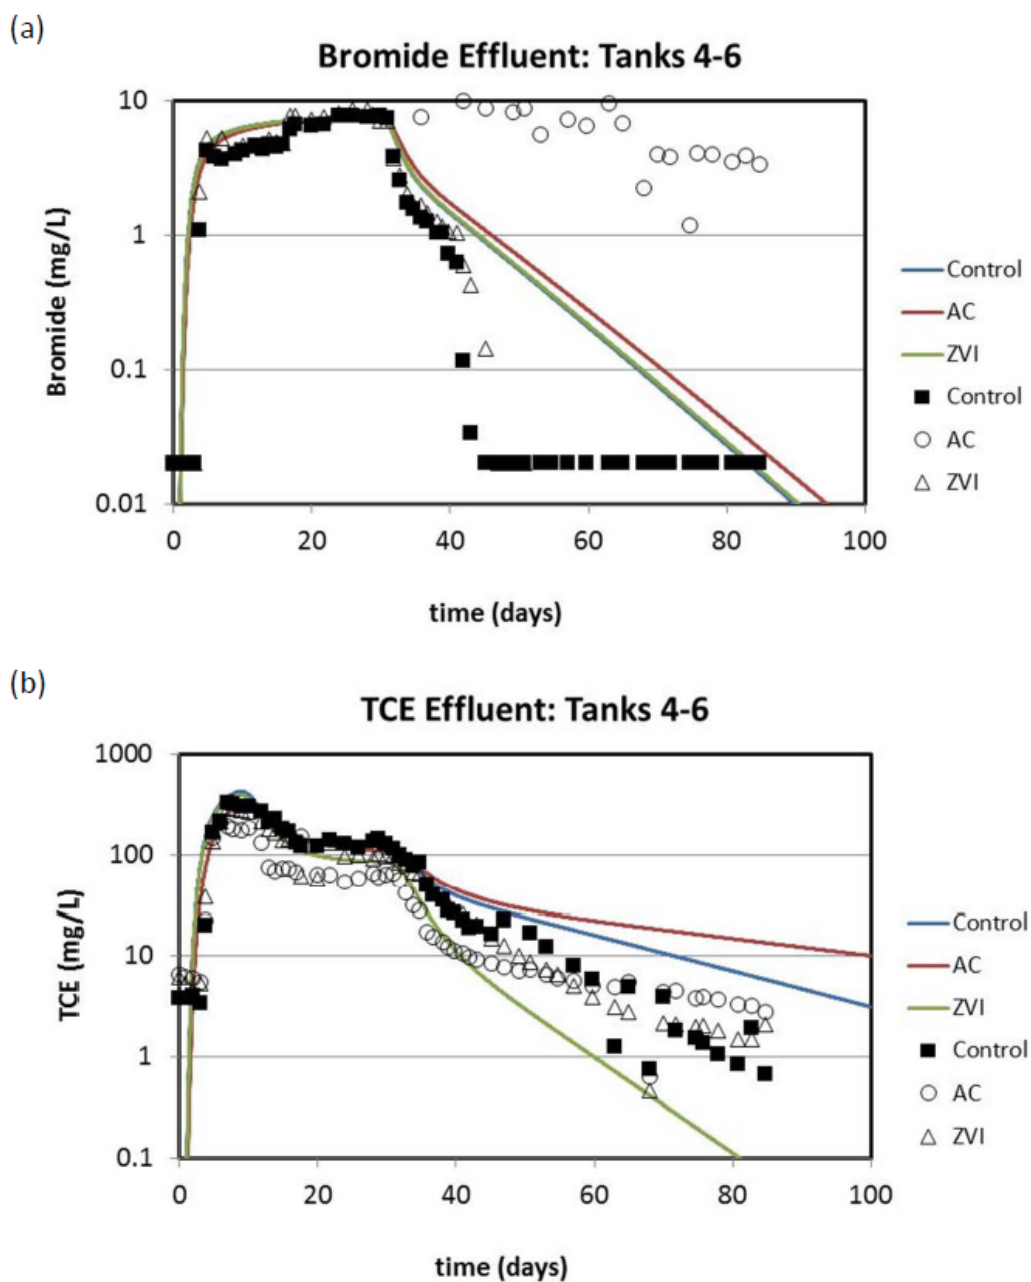 (a)
Bromide Effluent: Tanks 4-6
Bromide (mg/L)
10
1
0.1
0.01
0
20
40
60
80
100
time (days)
Control
AC
ZVI
Control
AC
ZVI
(b)
TCE Effluent: Tanks 4-6
TCE (mg/L)
1000
100
10
1
0.1
0
20
40
60
80
100
time (days)
Control
AC
ZVI
Control
AC
ZVI